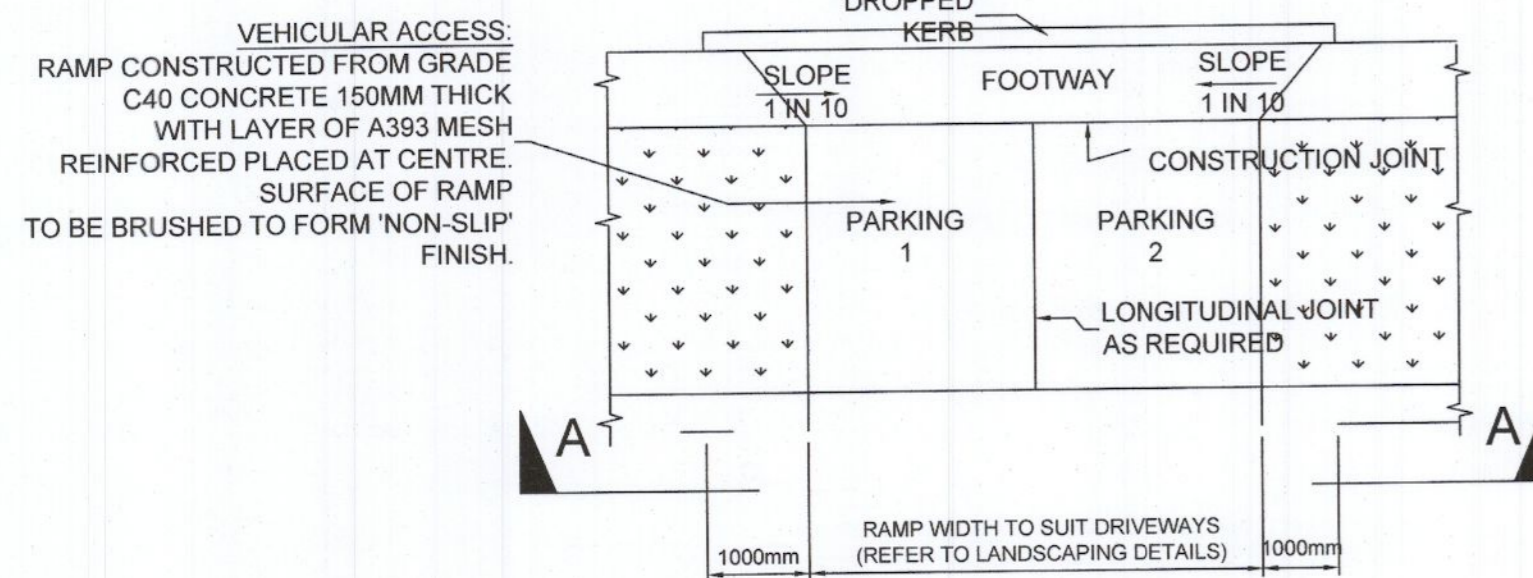 DROPPED
KERB
VEHICULAR ACCESS:
RAMP CONSTRUCTED FROM GRADE
C40 CONCRETE 150MM THICK
WITH LAYER OF A393 MESH
REINFORCED PLACED AT CENTRE.
SURFACE OF RAMP
TO BE BRUSHED TO FORM 'NON-SLIP'
FINISH.
SLOPE
1 IN 10
FOOTWAY
SLOPE
1 IN 10
CONSTRUCTION JOINT
PARKING
1
PARKING
2
LONGITUDINAL JOINT
AS REQUIRED
A
A
1000mm
RAMP WIDTH TO SUIT DRIVEWAYS
(REFER TO LANDSCAPING DETAILS)
1000mm